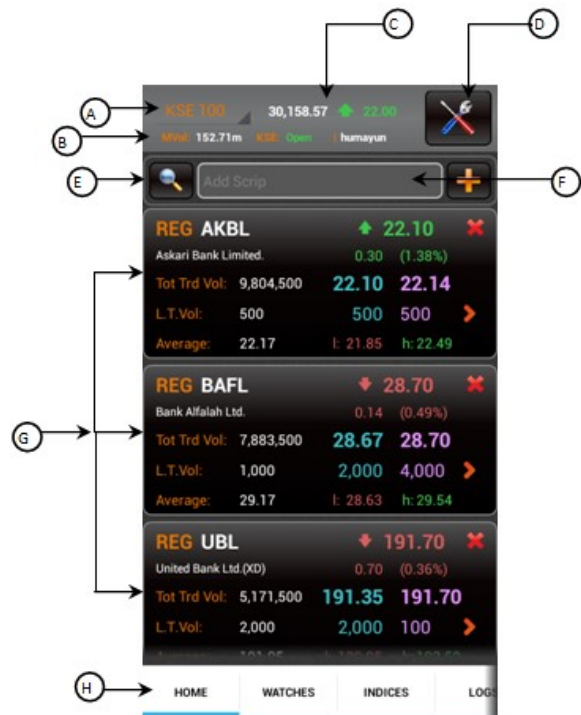 C
D
A
KSE 100 30,158.57 22.00
B
MVol: 152.71m KSE: Open | humayun
E
Add Scrip
F
REG AKBL 22.10
Askari Bank Limited. 0.30 (1.38%)
Tot Trd Vol: 9,804,500 22.10 22.14
L.T.Vol: 500 500 500
Average: 22.17 l: 21.85 h: 22.49
G
REG BAFL 28.70
Bank Alfalah Ltd. 0.14 (0.49%)
Tot Trd Vol: 7,883,500 28.67 28.70
L.T.Vol: 1,000 2,000 4,000
Average: 29.17 l: 28.63 h: 29.54
REG UBL 191.70
United Bank Ltd.(XD) 0.70 (0.36%)
Tot Trd Vol: 5,171,500 191.35 191.70
L.T.Vol: 2,000 2,000 100
H
HOME WATCHES INDICES LOGS